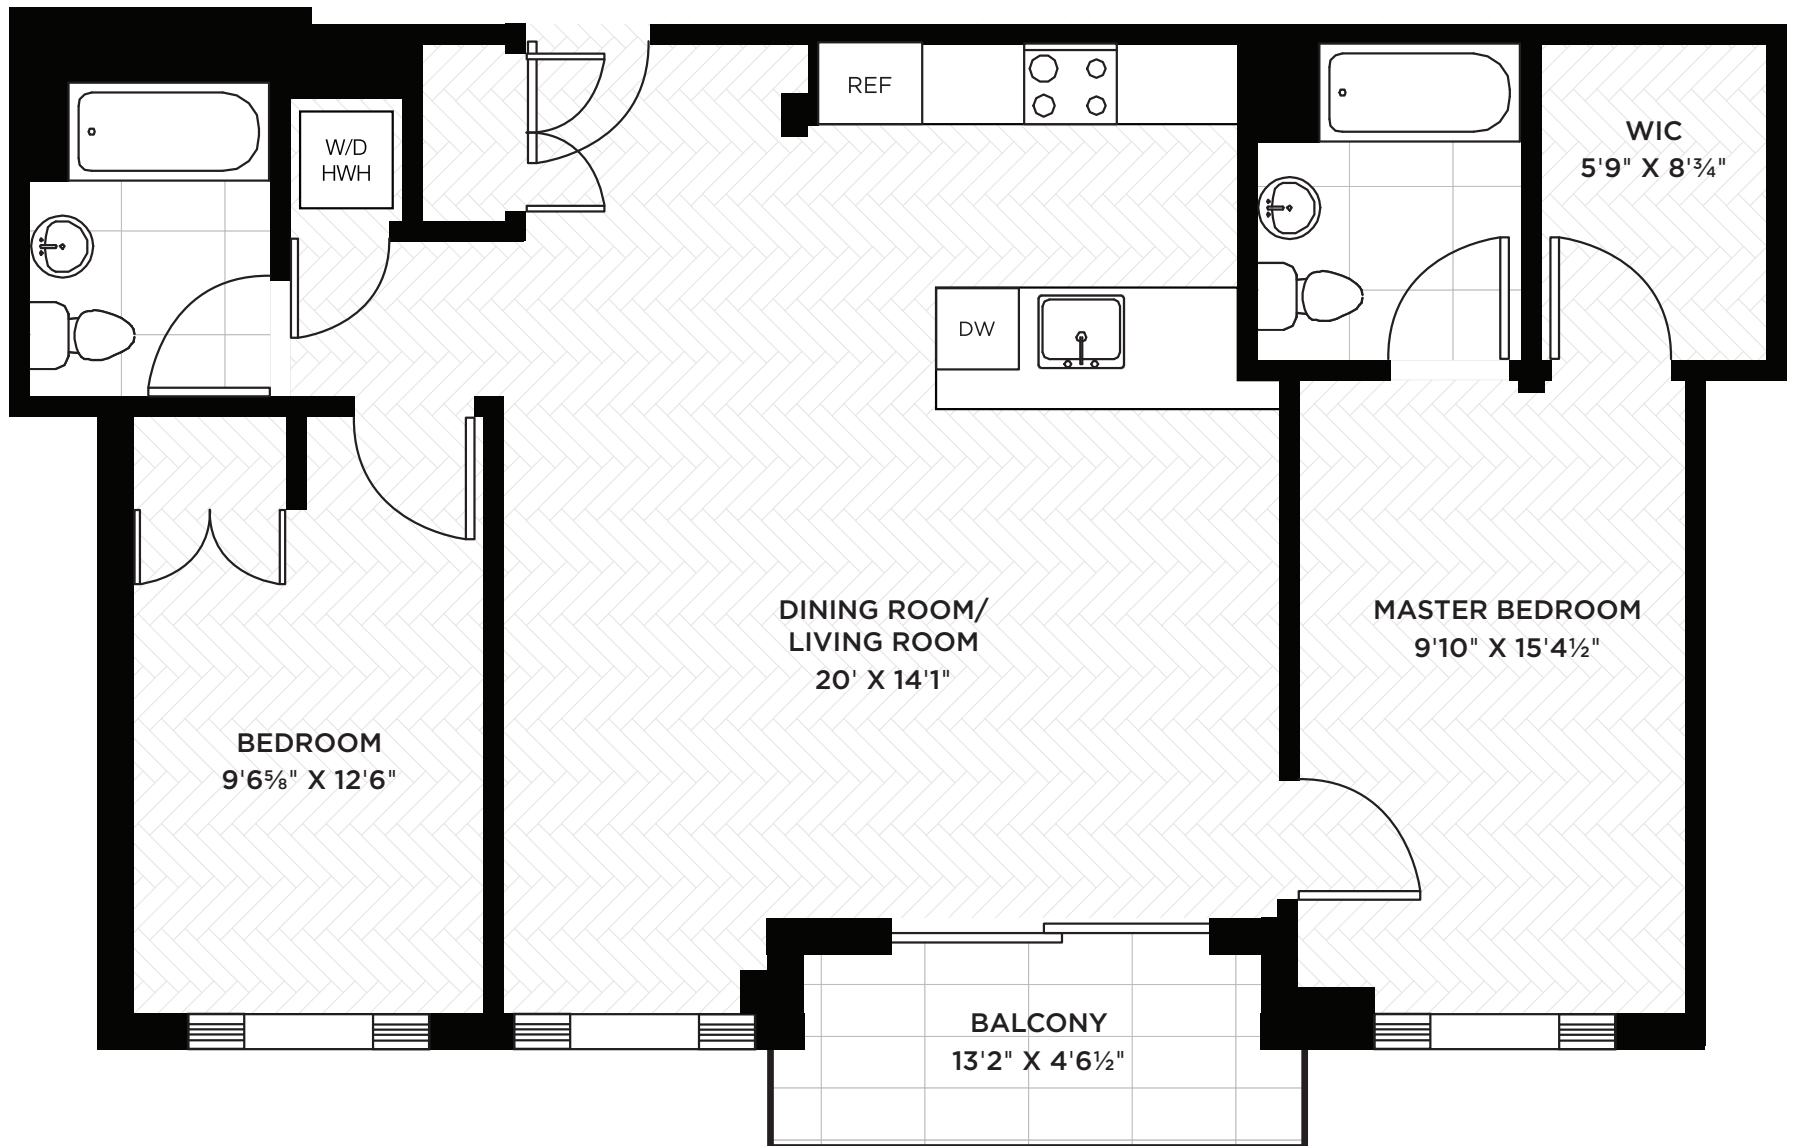 REF
W/D
HWH
WIC
5'9" X 8'¾"
DW
DINING ROOM/
LIVING ROOM
20' X 14'1"
MASTER BEDROOM
9'10" X 15'4½"
BEDROOM
9'6⅝" X 12'6"
BALCONY
13'2" X 4'6½"